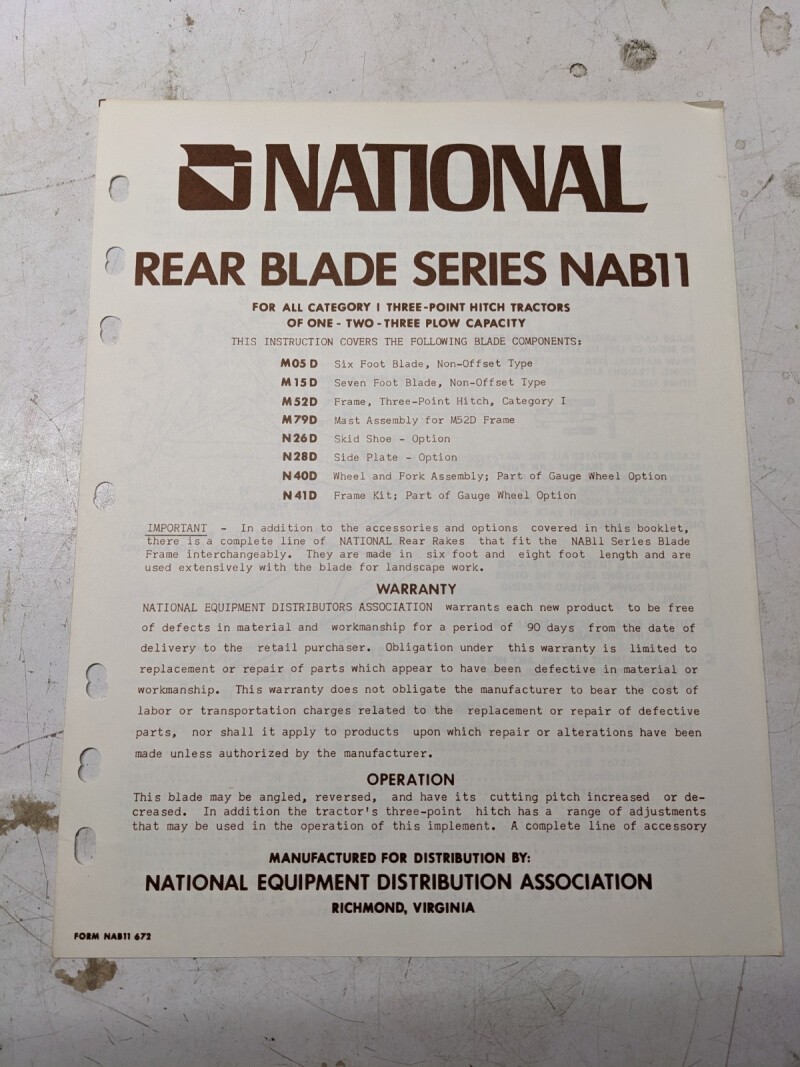 NATIONAL
REAR BLADE SERIES NAB11
FOR ALL CATEGORY I THREE-POINT HITCH TRACTORS
OF ONE - TWO - THREE PLOW CAPACITY
THIS INSTRUCTION COVERS THE FOLLOWING BLADE COMPONENTS:
M05D Six Foot Blade, Non-Offset Type
M15D Seven Foot Blade, Non-Offset Type
M52D Frame, Three-Point Hitch, Category I
M79D Mast Assembly for M52D Frame
N26D Skid Shoe - Option
N28D Side Plate - Option
N40D Wheel and Fork Assembly; Part of Gauge Wheel Option
N41D Frame Kit; Part of Gauge Wheel Option
IMPORTANT - In addition to the accessories and options covered in this booklet,
there is a complete line of NATIONAL Rear Rakes that fit the NAB11 Series Blade
Frame interchangeably. They are made in six foot and eight foot length and are
used extensively with the blade for landscape work.
WARRANTY
NATIONAL EQUIPMENT DISTRIBUTORS ASSOCIATION warrants each new product to be free
of defects in material and workmanship for a period of 90 days from the date of
delivery to the retail purchaser. Obligation under this warranty is limited to
replacement or repair of parts which appear to have been defective in material or
workmanship. This warranty does not obligate the manufacturer to bear the cost of
labor or transportation charges related to the replacement or repair of defective
parts, nor shall it apply to products upon which repair or alterations have been
made unless authorized by the manufacturer.
OPERATION
This blade may be angled, reversed, and have its cutting pitch increased or de-
creased. In addition the tractor's three-point hitch has a range of adjustments
that may be used in the operation of this implement. A complete line of accessory
MANUFACTURED FOR DISTRIBUTION BY:
NATIONAL EQUIPMENT DISTRIBUTION ASSOCIATION
RICHMOND, VIRGINIA
FORM NAB11 672